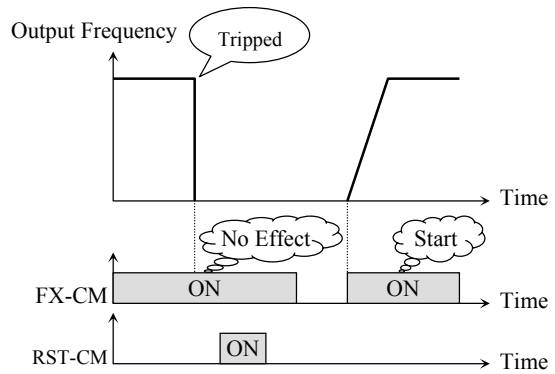 Output Frequency
Tripped
Time
No Effect
Start
FX-CM
ON
ON
Time
RST-CM
ON
Time